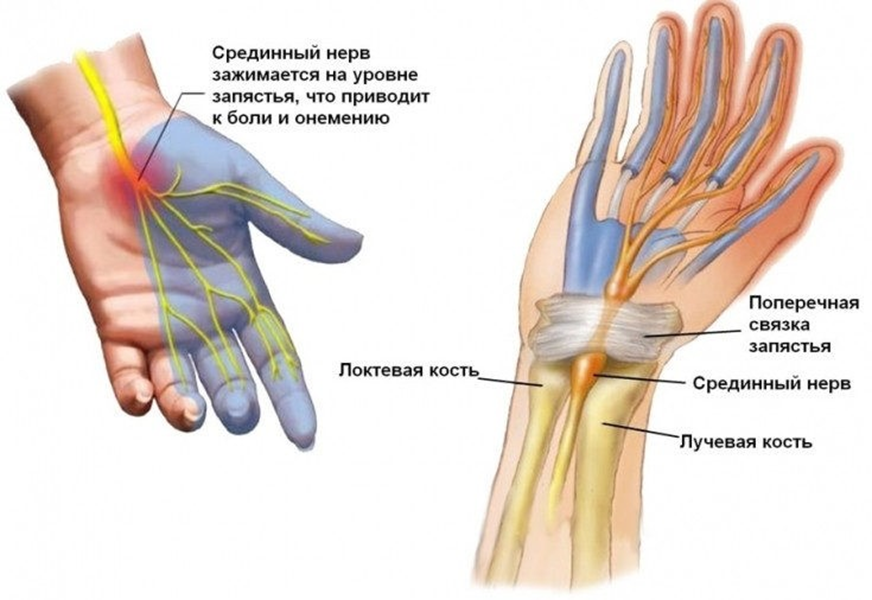 Срединный нерв
зажимается на уровне
запястья, что приводит
к боли и онемению
Поперечная
связка
запястья
Локтевая кость
Срединный нерв
Лучевая кость